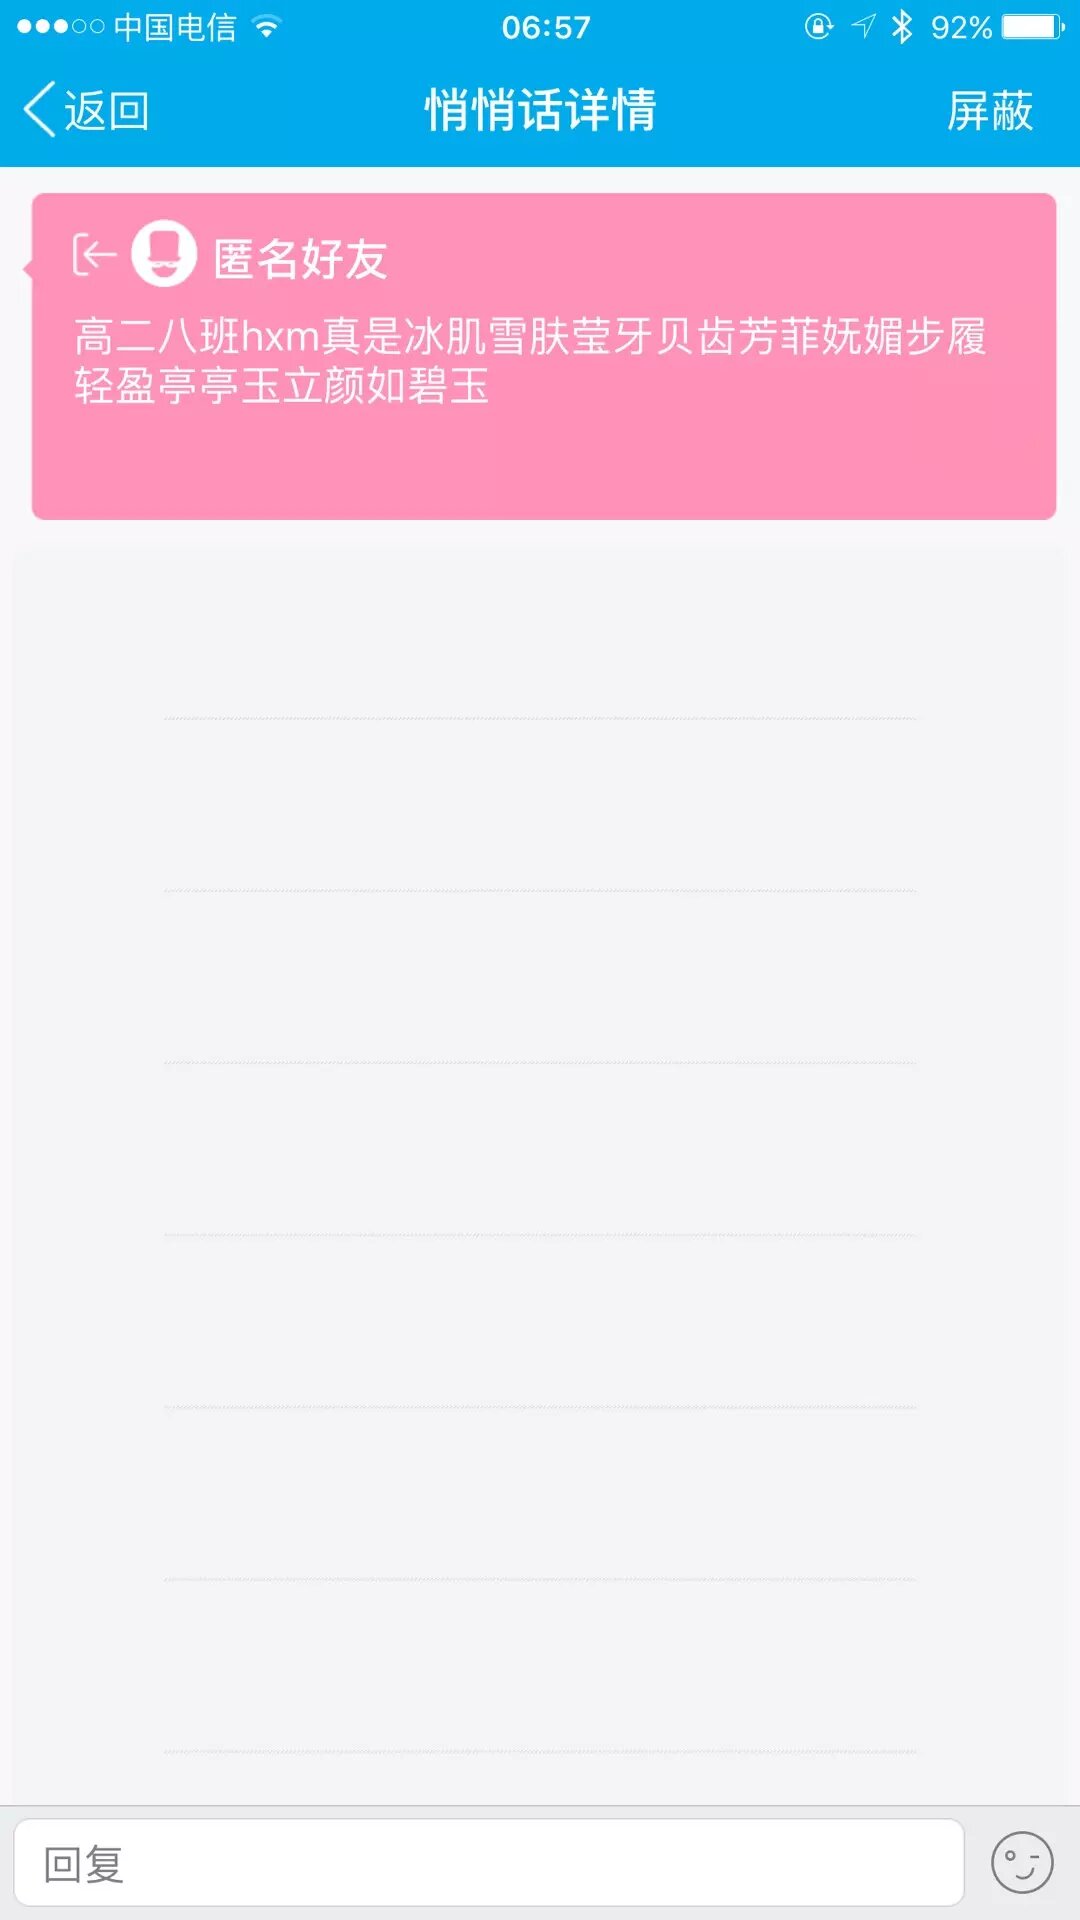 中国电信 06:57 92%
返回 悄悄话详情 屏蔽
匿名好友
高二八班hxm真是冰肌雪肤莹牙贝齿芳菲妩媚步履
轻盈亭亭玉立颜如碧玉
回复